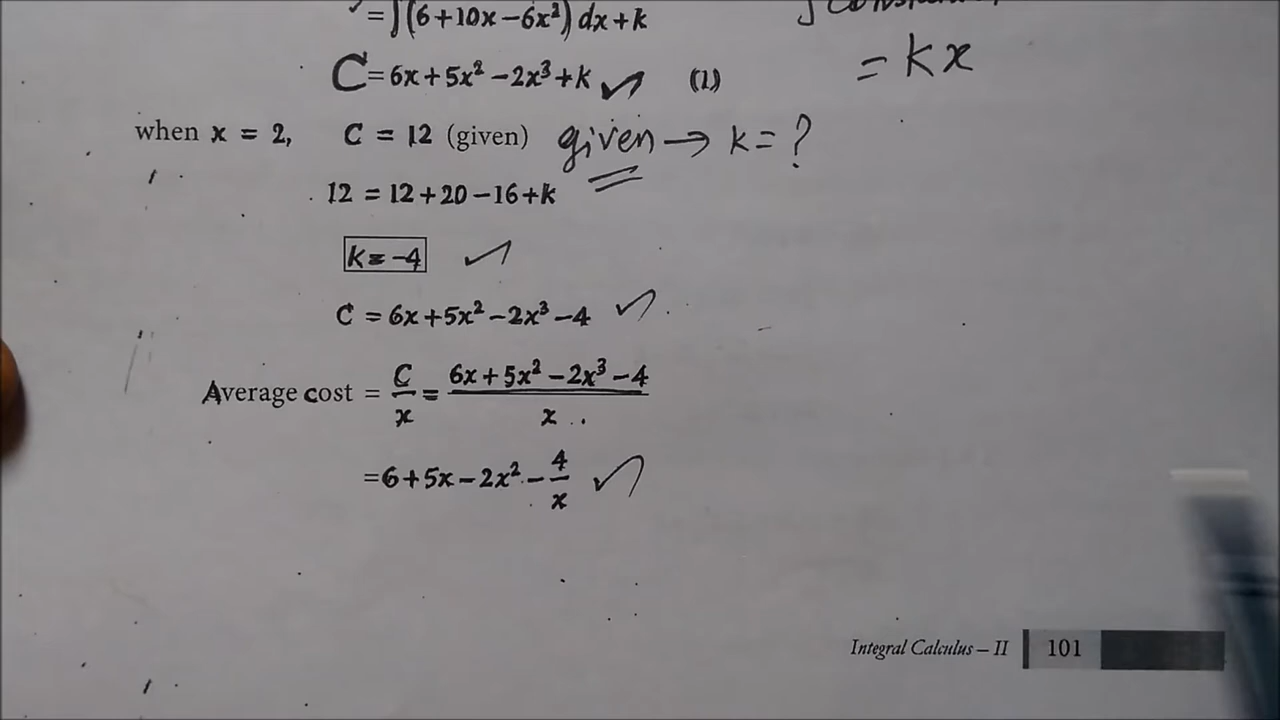 = ∫(6+10x−6x²) dx+k
= kx
C = 6x+5x²−2x³+k ✓ (1)
when x = 2, C = 12 (given) given → k = ?
12 = 12+20−16+k
k = −4 ✓
C = 6x+5x²−2x³−4 ✓
Average cost = C/x = (6x+5x²−2x³−4)/x
= 6+5x−2x²−4/x ✓
Integral Calculus – II 101